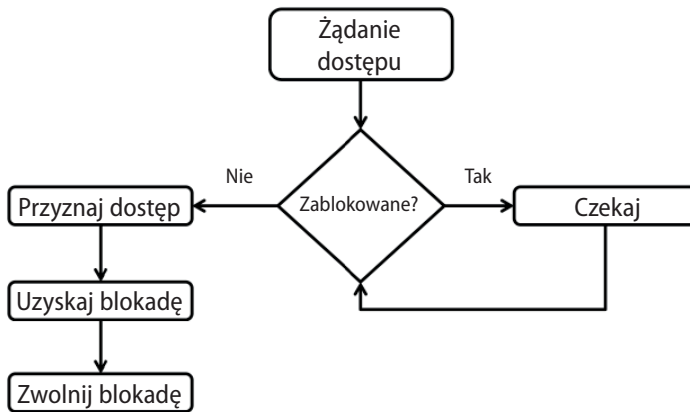 Żądanie
dostępu
Nie
Zablokowane?
Tak
Przyznaj dostęp
Czekaj
Uzyskaj blokadę
Zwolnij blokadę